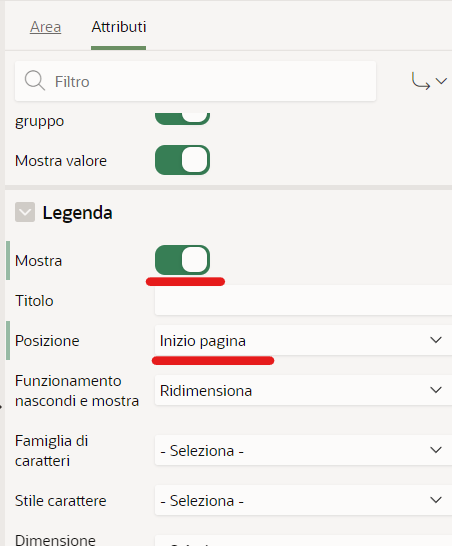 Area Attributi
Filtro
gruppo
Mostra valore
Legenda
Mostra
Titolo
Posizione Inizio pagina
Funzionamento
nascondi e mostra Ridimensiona
Famiglia di
caratteri - Seleziona -
Stile carattere - Seleziona -
Dimensione